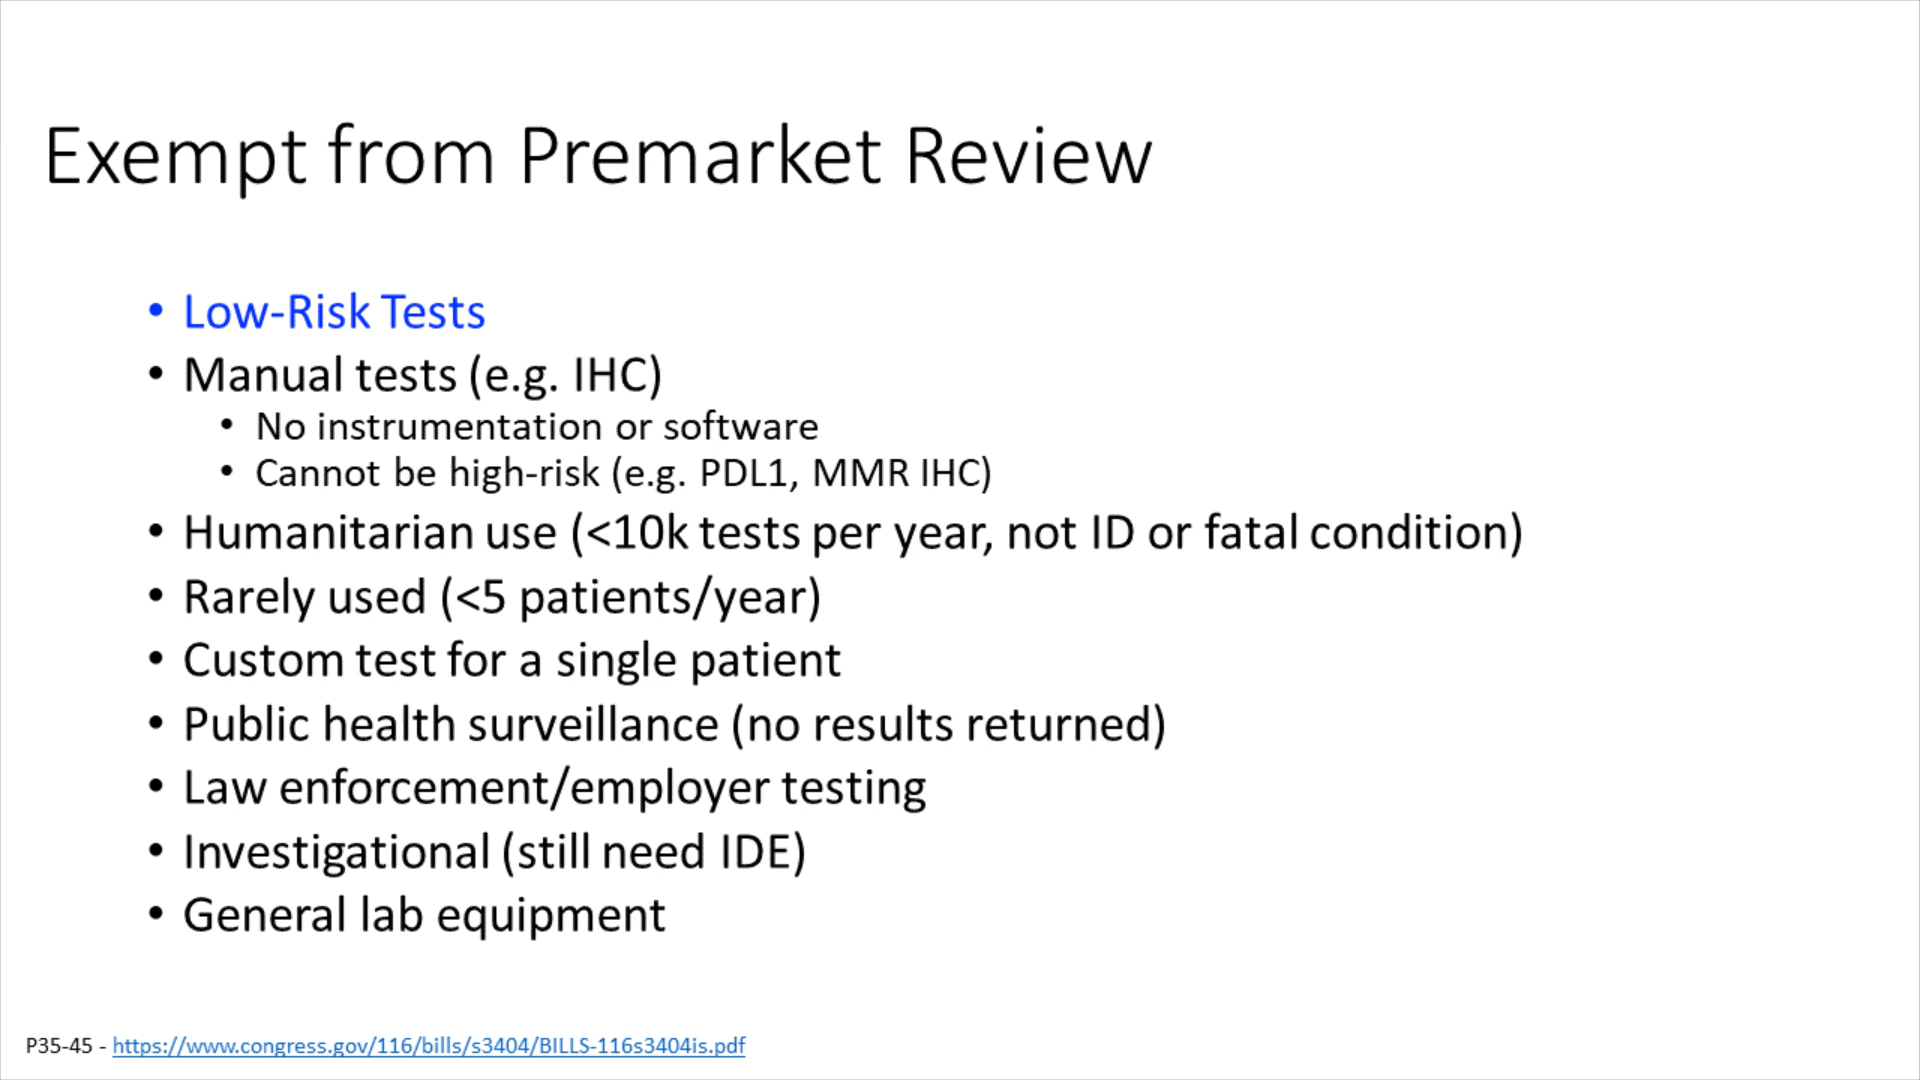 Exempt from Premarket Review
• Low-Risk Tests
• Manual tests (e.g. IHC)
• No instrumentation or software
• Cannot be high-risk (e.g. PDL1, MMR IHC)
• Humanitarian use (<10k tests per year, not ID or fatal condition)
• Rarely used (<5 patients/year)
• Custom test for a single patient
• Public health surveillance (no results returned)
• Law enforcement/employer testing
• Investigational (still need IDE)
• General lab equipment
P35-45 - https://www.congress.gov/116/bills/s3404/BILLS-116s3404is.pdf